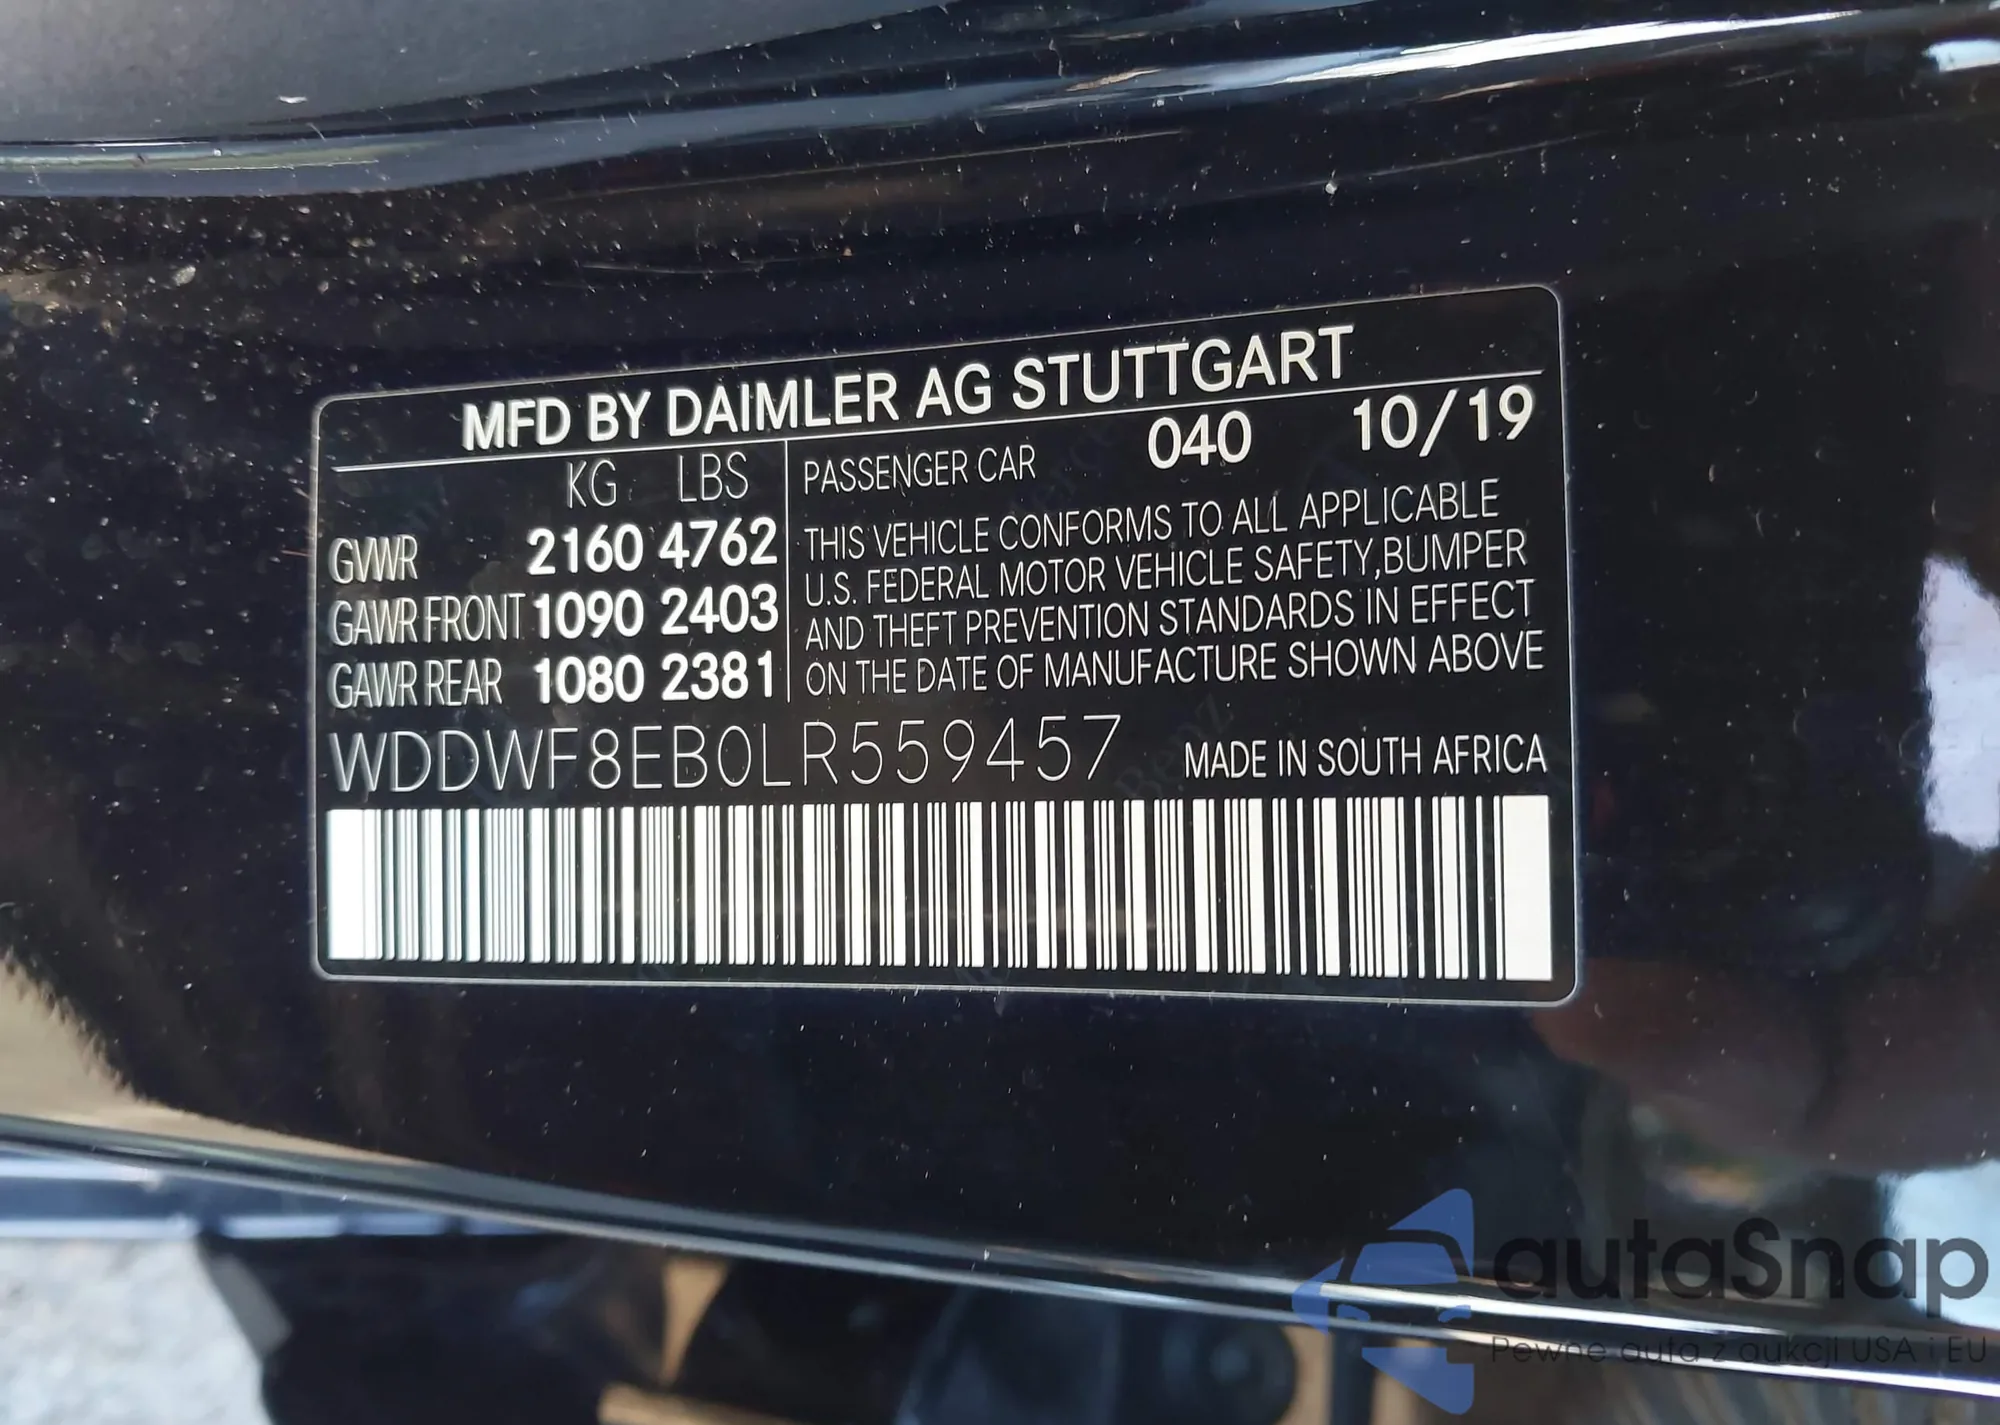 MFD BY DAIMLER AG STUTTGART
KG LBS
GVWR 2160 4762
GAWR FRONT 1090 2403
GAWR REAR 1080 2381
PASSENGER CAR 040 10/19
THIS VEHICLE CONFORMS TO ALL APPLICABLE
U.S. FEDERAL MOTOR VEHICLE SAFETY,BUMPER
AND THEFT PREVENTION STANDARDS IN EFFECT
ON THE DATE OF MANUFACTURE SHOWN ABOVE
WDDWF8EB0LR559457 MADE IN SOUTH AFRICA
autaSnap
Pewne auta z aukcji USA i EU